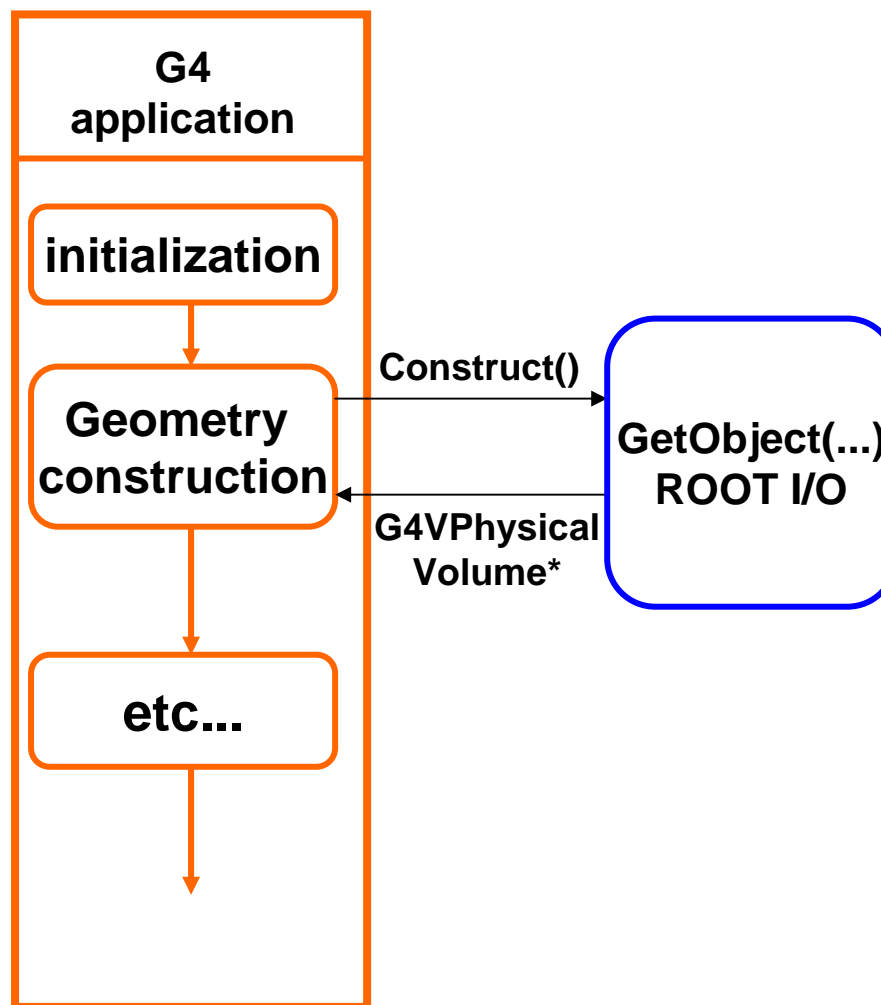 G4
application
initialization
Geometry
construction
Construct()
GetObject(...)
ROOT I/O
G4VPhysical
Volume*
etc...